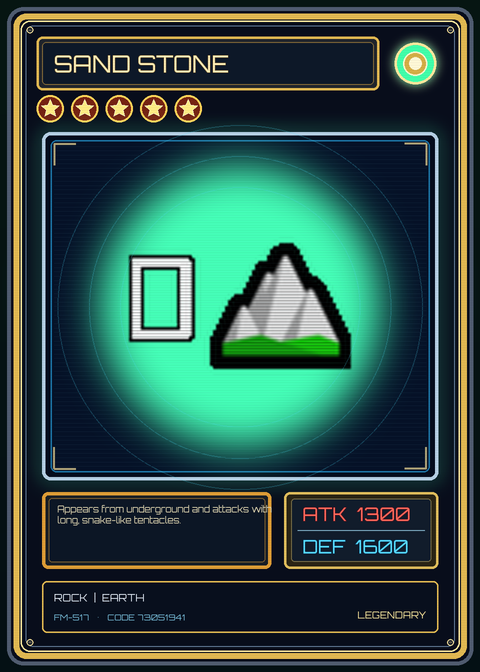 SAND STONE
Appears from underground and attacks with
long, snake-like tentacles.
ATK 1300
DEF 1600
ROCK | EARTH
FM-517 · CODE 73051941
LEGENDARY